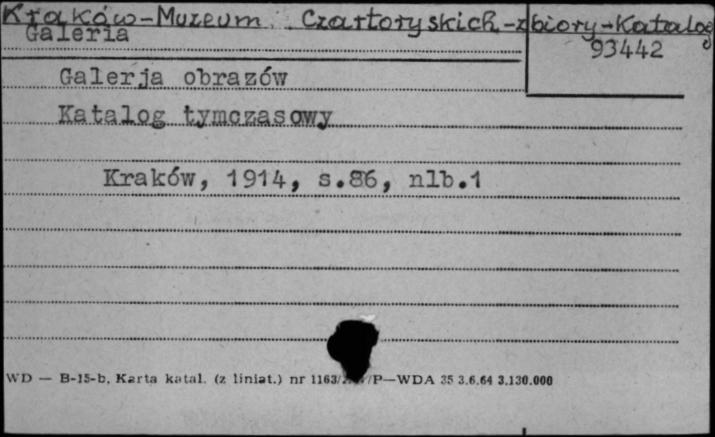 Kraków-Muzeum Czartoryskich-zbiory-Katalog
Galeria
93442
Galerja obrazów
Katalog tymczasowy
Kraków, 1914, s.86, nlb.1
WD — B-15-b, Karta katal. (z liniat.) nr 1163/ /P—WDA 35 3.6.64 3.130.000